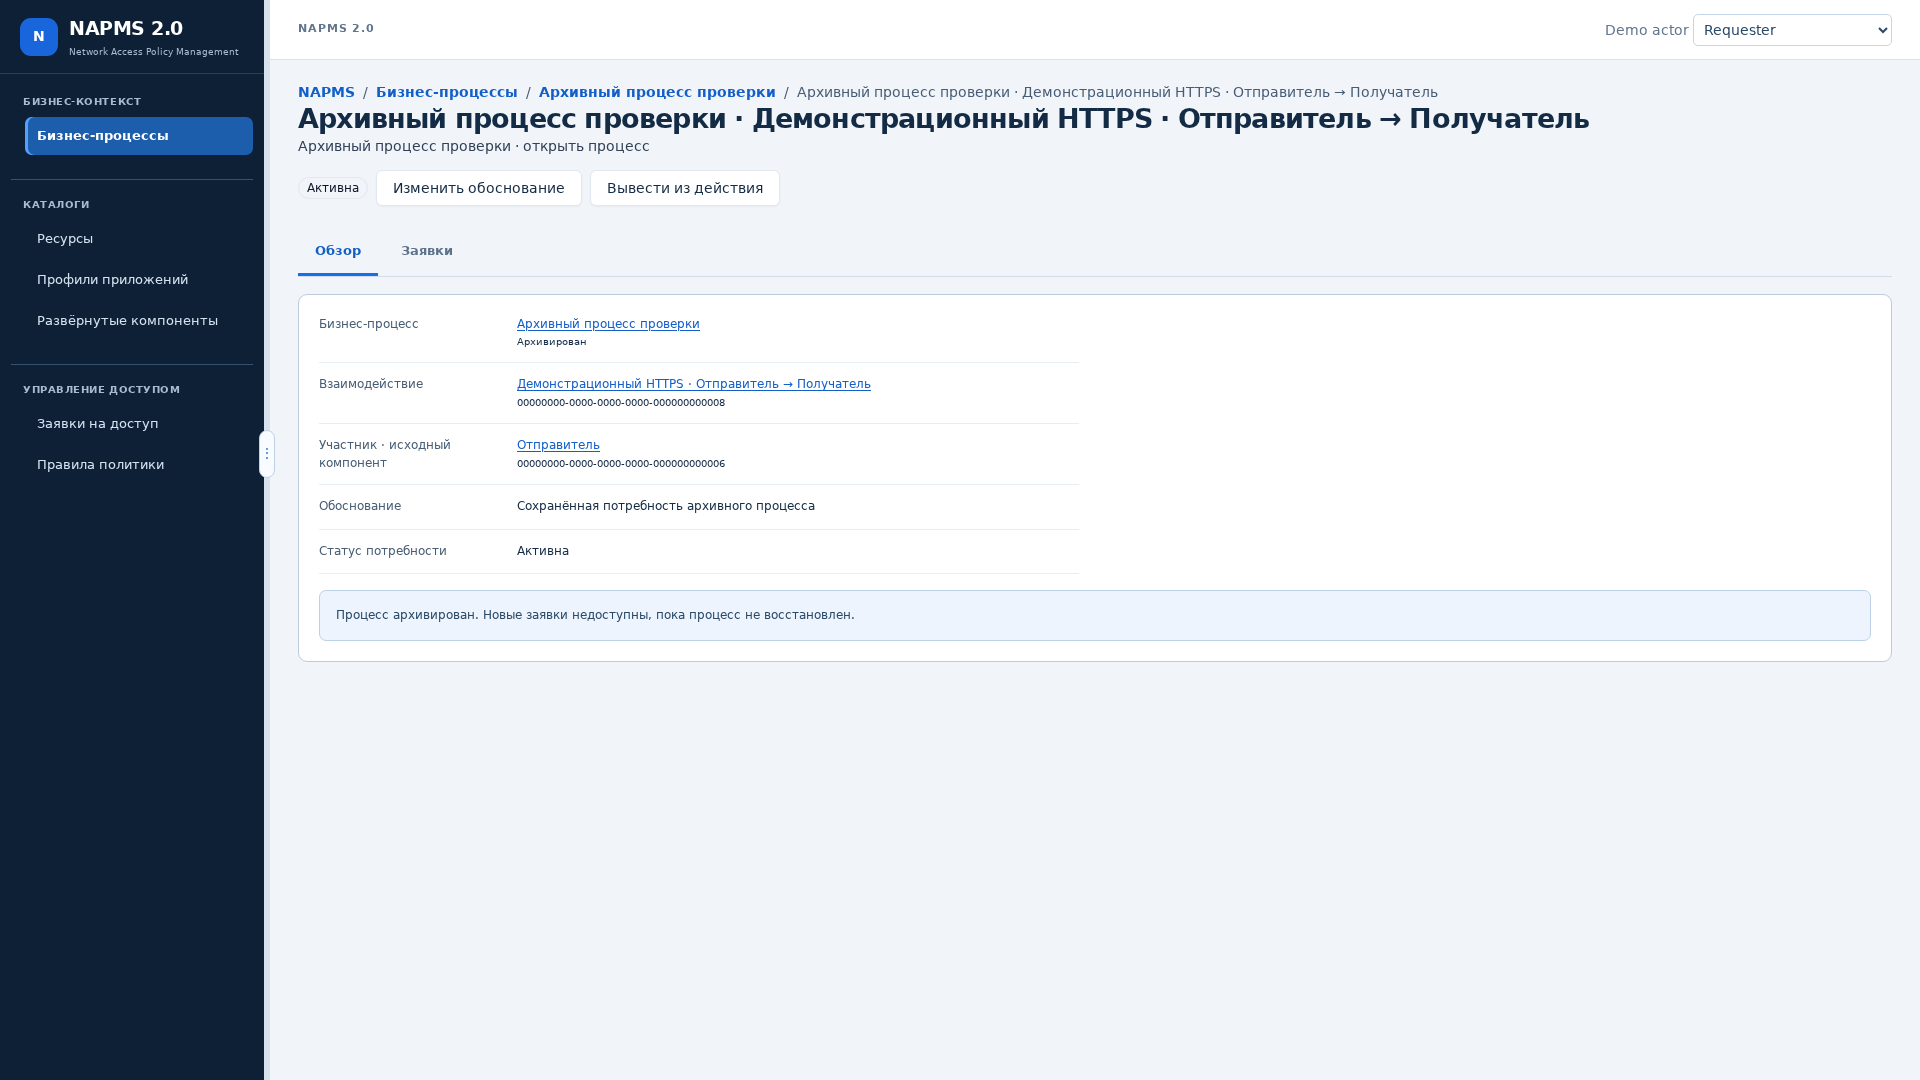 N
NAPMS 2.0
Network Access Policy Management
БИЗНЕС-КОНТЕКСТ
Бизнес-процессы
КАТАЛОГИ
Ресурсы
Профили приложений
Развёрнутые компоненты
УПРАВЛЕНИЕ ДОСТУПОМ
Заявки на доступ
Правила политики
NAPMS 2.0
Demo actor Requester
NAPMS / Бизнес-процессы / Архивный процесс проверки / Архивный процесс проверки · Демонстрационный HTTPS · Отправитель → Получатель
Архивный процесс проверки · Демонстрационный HTTPS · Отправитель → Получатель
Архивный процесс проверки · открыть процесс
Активна Изменить обоснование Вывести из действия
Обзор Заявки
Бизнес-процесс Архивный процесс проверки
Архивирован
Взаимодействие Демонстрационный HTTPS · Отправитель → Получатель
00000000-0000-0000-0000-000000000008
Участник · исходный компонент Отправитель
00000000-0000-0000-0000-000000000006
Обоснование Сохранённая потребность архивного процесса
Статус потребности Активна
Процесс архивирован. Новые заявки недоступны, пока процесс не восстановлен.